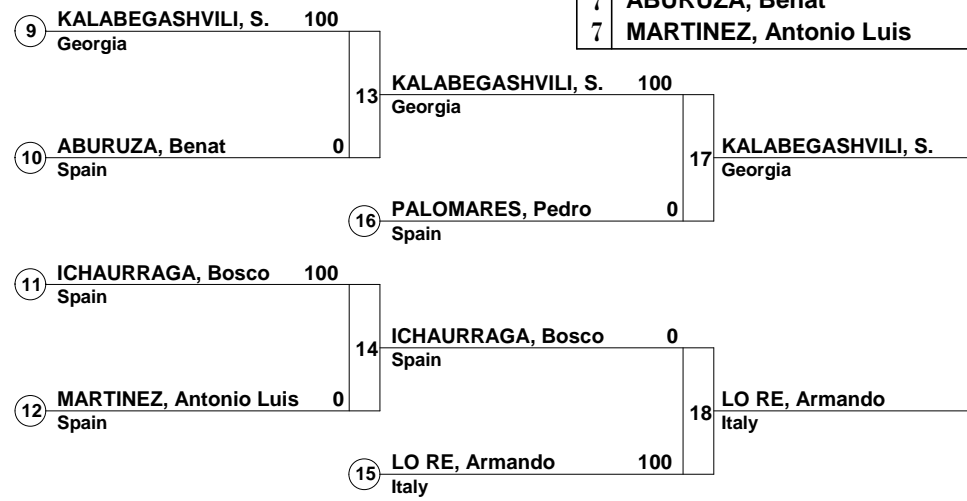 7 ABURUZA, Benat
7 MARTINEZ, Antonio Luis
9 KALABEGASHVILI, S. 100
Georgia
13 KALABEGASHVILI, S. 100
Georgia
10 ABURUZA, Benat 0
Spain
17 KALABEGASHVILI, S.
Georgia
16 PALOMARES, Pedro 0
Spain
11 ICHAURRAGA, Bosco 100
Spain
14 ICHAURRAGA, Bosco 0
Spain
12 MARTINEZ, Antonio Luis 0
Spain
18 LO RE, Armando
Italy
15 LO RE, Armando 100
Italy